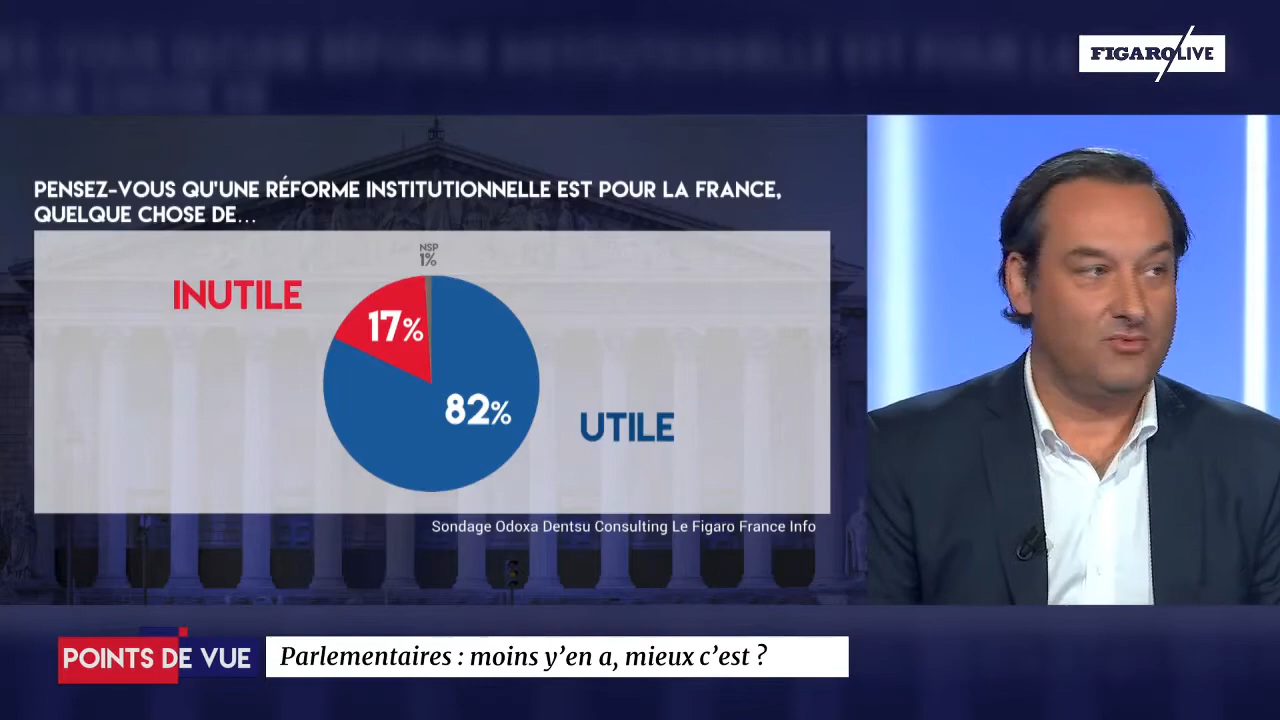 FIGARO LIVE
PENSEZ-VOUS QU'UNE RÉFORME INSTITUTIONNELLE EST POUR LA FRANCE,
QUELQUE CHOSE DE...
NSP
1%
INUTILE
17%
82%
UTILE
Sondage Odoxa Dentsu Consulting Le Figaro France Info
POINTS DE VUE
Parlementaires : moins y’en a, mieux c’est ?